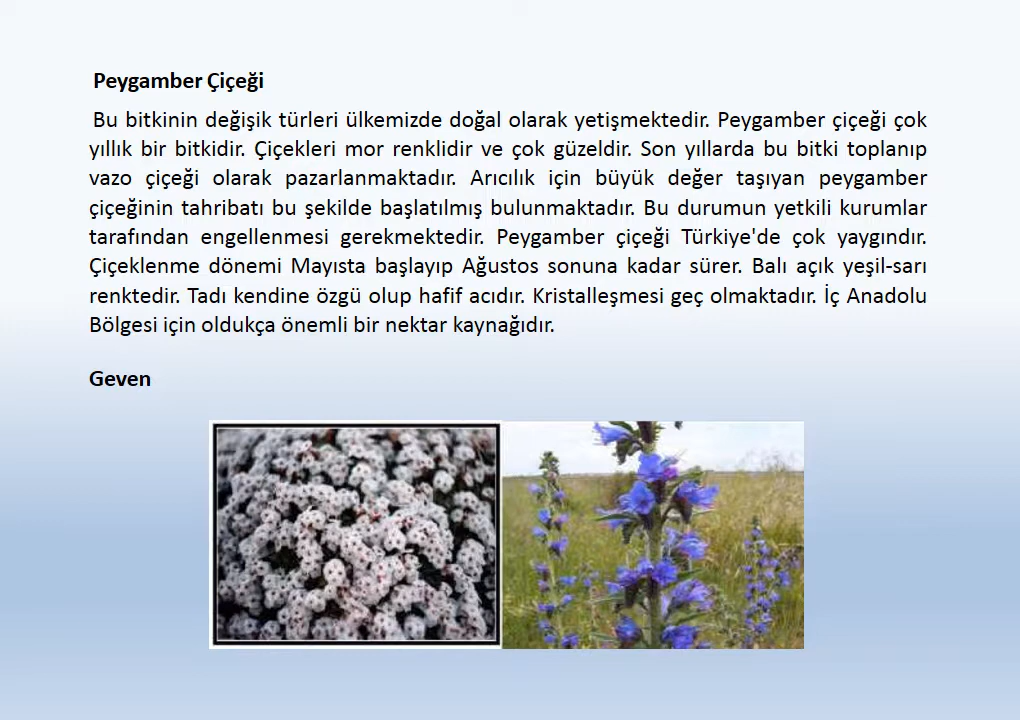 Peygamber Çiçeği
Bu bitkinin değişik türleri ülkemizde doğal olarak yetişmektedir. Peygamber çiçeği çok
yıllık bir bitkidir. Çiçekleri mor renklidir ve çok güzeldir. Son yıllarda bu bitki toplanıp
vazo çiçeği olarak pazarlanmaktadır. Arıcılık için büyük değer taşıyan peygamber
çiçeğinin tahribatı bu şekilde başlatılmış bulunmaktadır. Bu durumun yetkili kurumlar
tarafından engellenmesi gerekmektedir. Peygamber çiçeği Türkiye'de çok yaygındır.
Çiçeklenme dönemi Mayısta başlayıp Ağustos sonuna kadar sürer. Balı açık yeşil-sarı
renktedir. Tadı kendine özgü olup hafif acıdır. Kristalleşmesi geç olmaktadır. İç Anadolu
Bölgesi için oldukça önemli bir nektar kaynağıdır.
Geven